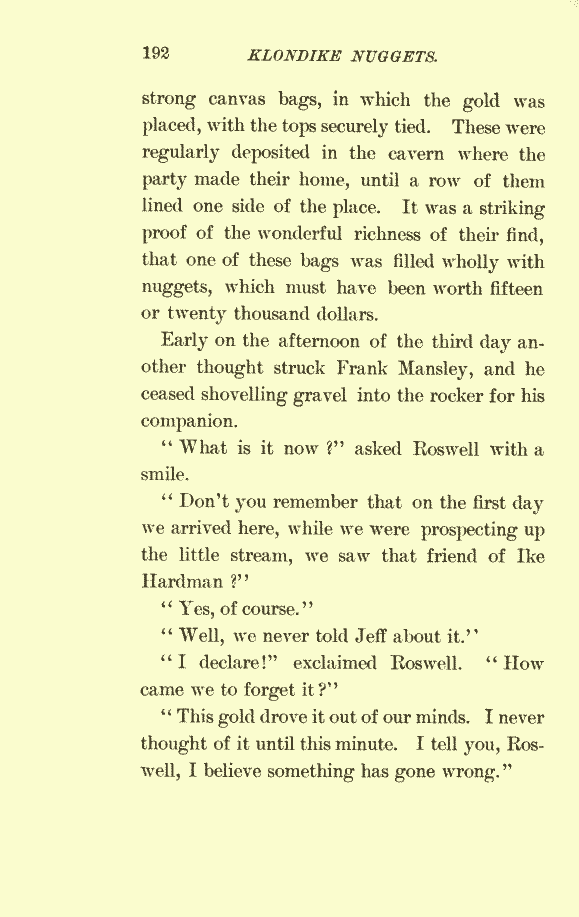 192 KLONDIKE NUGGETS.
strong canvas bags, in which the gold was
placed, with the tops securely tied. These were
regularly deposited in the cavern where the
party made their home, until a row of them
lined one side of the place. It was a striking
proof of the wonderful richness of their find,
that one of these bags was filled wholly with
nuggets, which must have been worth fifteen
or twenty thousand dollars.
Early on the afternoon of the third day an-
other thought struck Frank Mansley, and he
ceased shovelling gravel into the rocker for his
companion.
“ What is it now ?” asked Roswell with a
smile.
“ Don't you remember that on the first day
we arrived here, while we were prospecting up
the little stream, we saw that friend of Ike
Hardman ?”
“ Yes, of course.”
“ Well, we never told Jeff about it.”
“ I declare!” exclaimed Roswell. “ How
came we to forget it ?”
“ This gold drove it out of our minds. I never
thought of it until this minute. I tell you, Ros-
well, I believe something has gone wrong.”